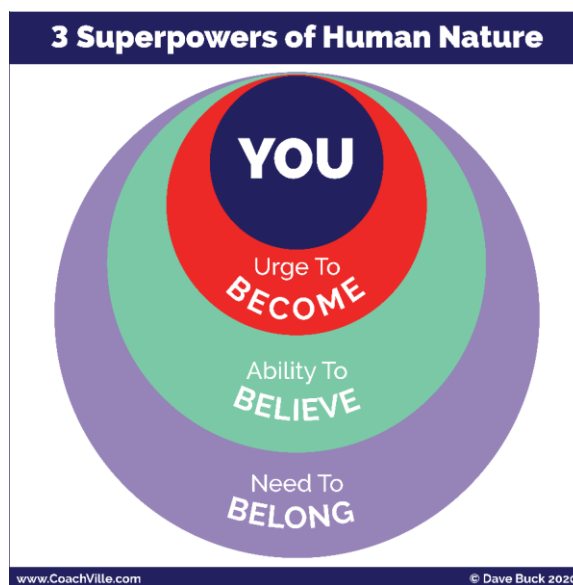 3 Superpowers of Human Nature
YOU
Urge To
BECOME
Ability To
BELIEVE
Need To
BELONG
www.CoachVille.com
© Dave Buck